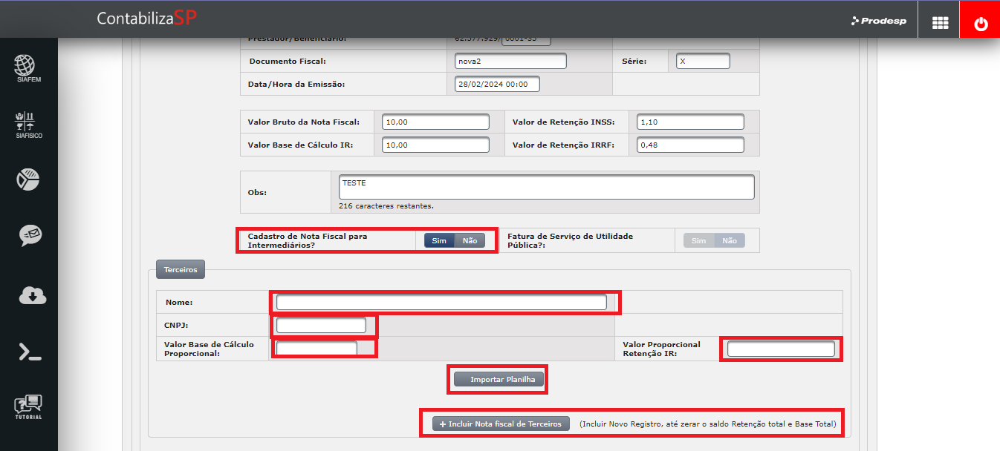 ContabilizaSP
Prodesp
SIAFEM
SIAFISICO
TUTORIAL
Prestador/Beneficiário:
Documento Fiscal: nova2 Série: X
Data/Hora da Emissão: 28/02/2024 00:00
Valor Bruto da Nota Fiscal: 10,00 Valor de Retenção INSS: 1,10
Valor Base de Cálculo IR: 10,00 Valor de Retenção IRRF: 0,48
Obs: TESTE
216 caracteres restantes.
Cadastro de Nota Fiscal para
Intermediários? Sim Não
Fatura de Serviço de Utilidade
Pública?: Sim Não
Terceiros
Nome:
CNPJ:
Valor Base de Cálculo
Proporcional:
Valor Proporcional
Retenção IR:
Importar Planilha
+ Incluir Nota fiscal de Terceiros (Incluir Novo Registro, até zerar o saldo Retenção total e Base Total)